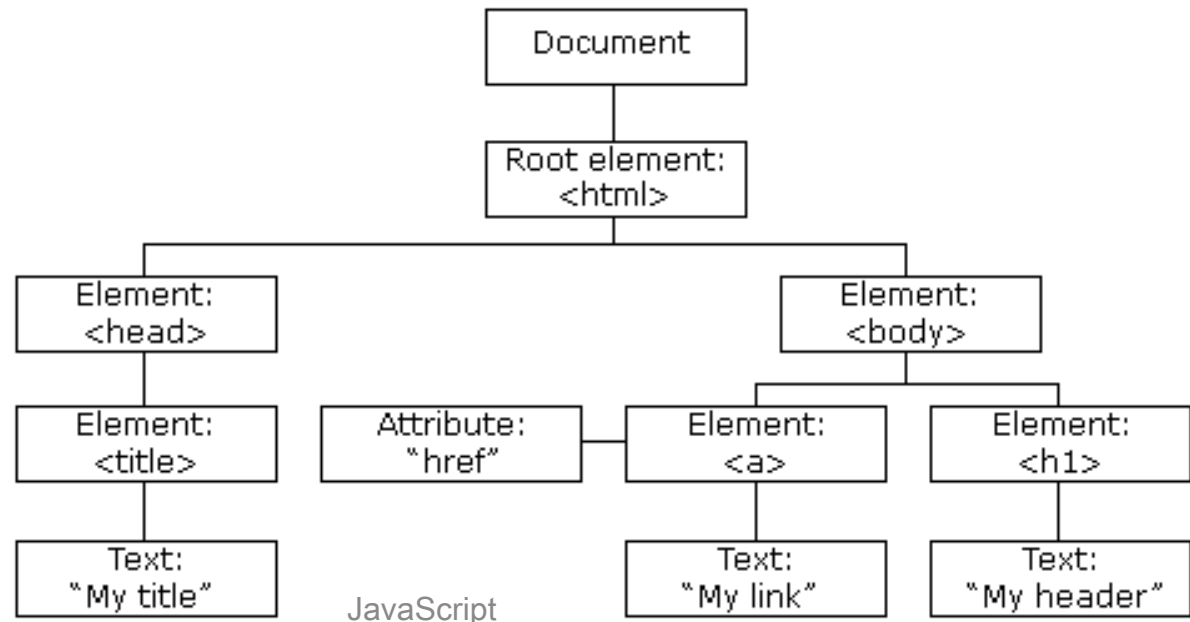 Document
Root element:
<html>
Element:
<head>
Element:
<body>
Element:
<title>
Attribute:
“href”
Element:
<a>
Element:
<h1>
Text:
“My title”
Text:
“My link”
Text:
“My header”
JavaScript